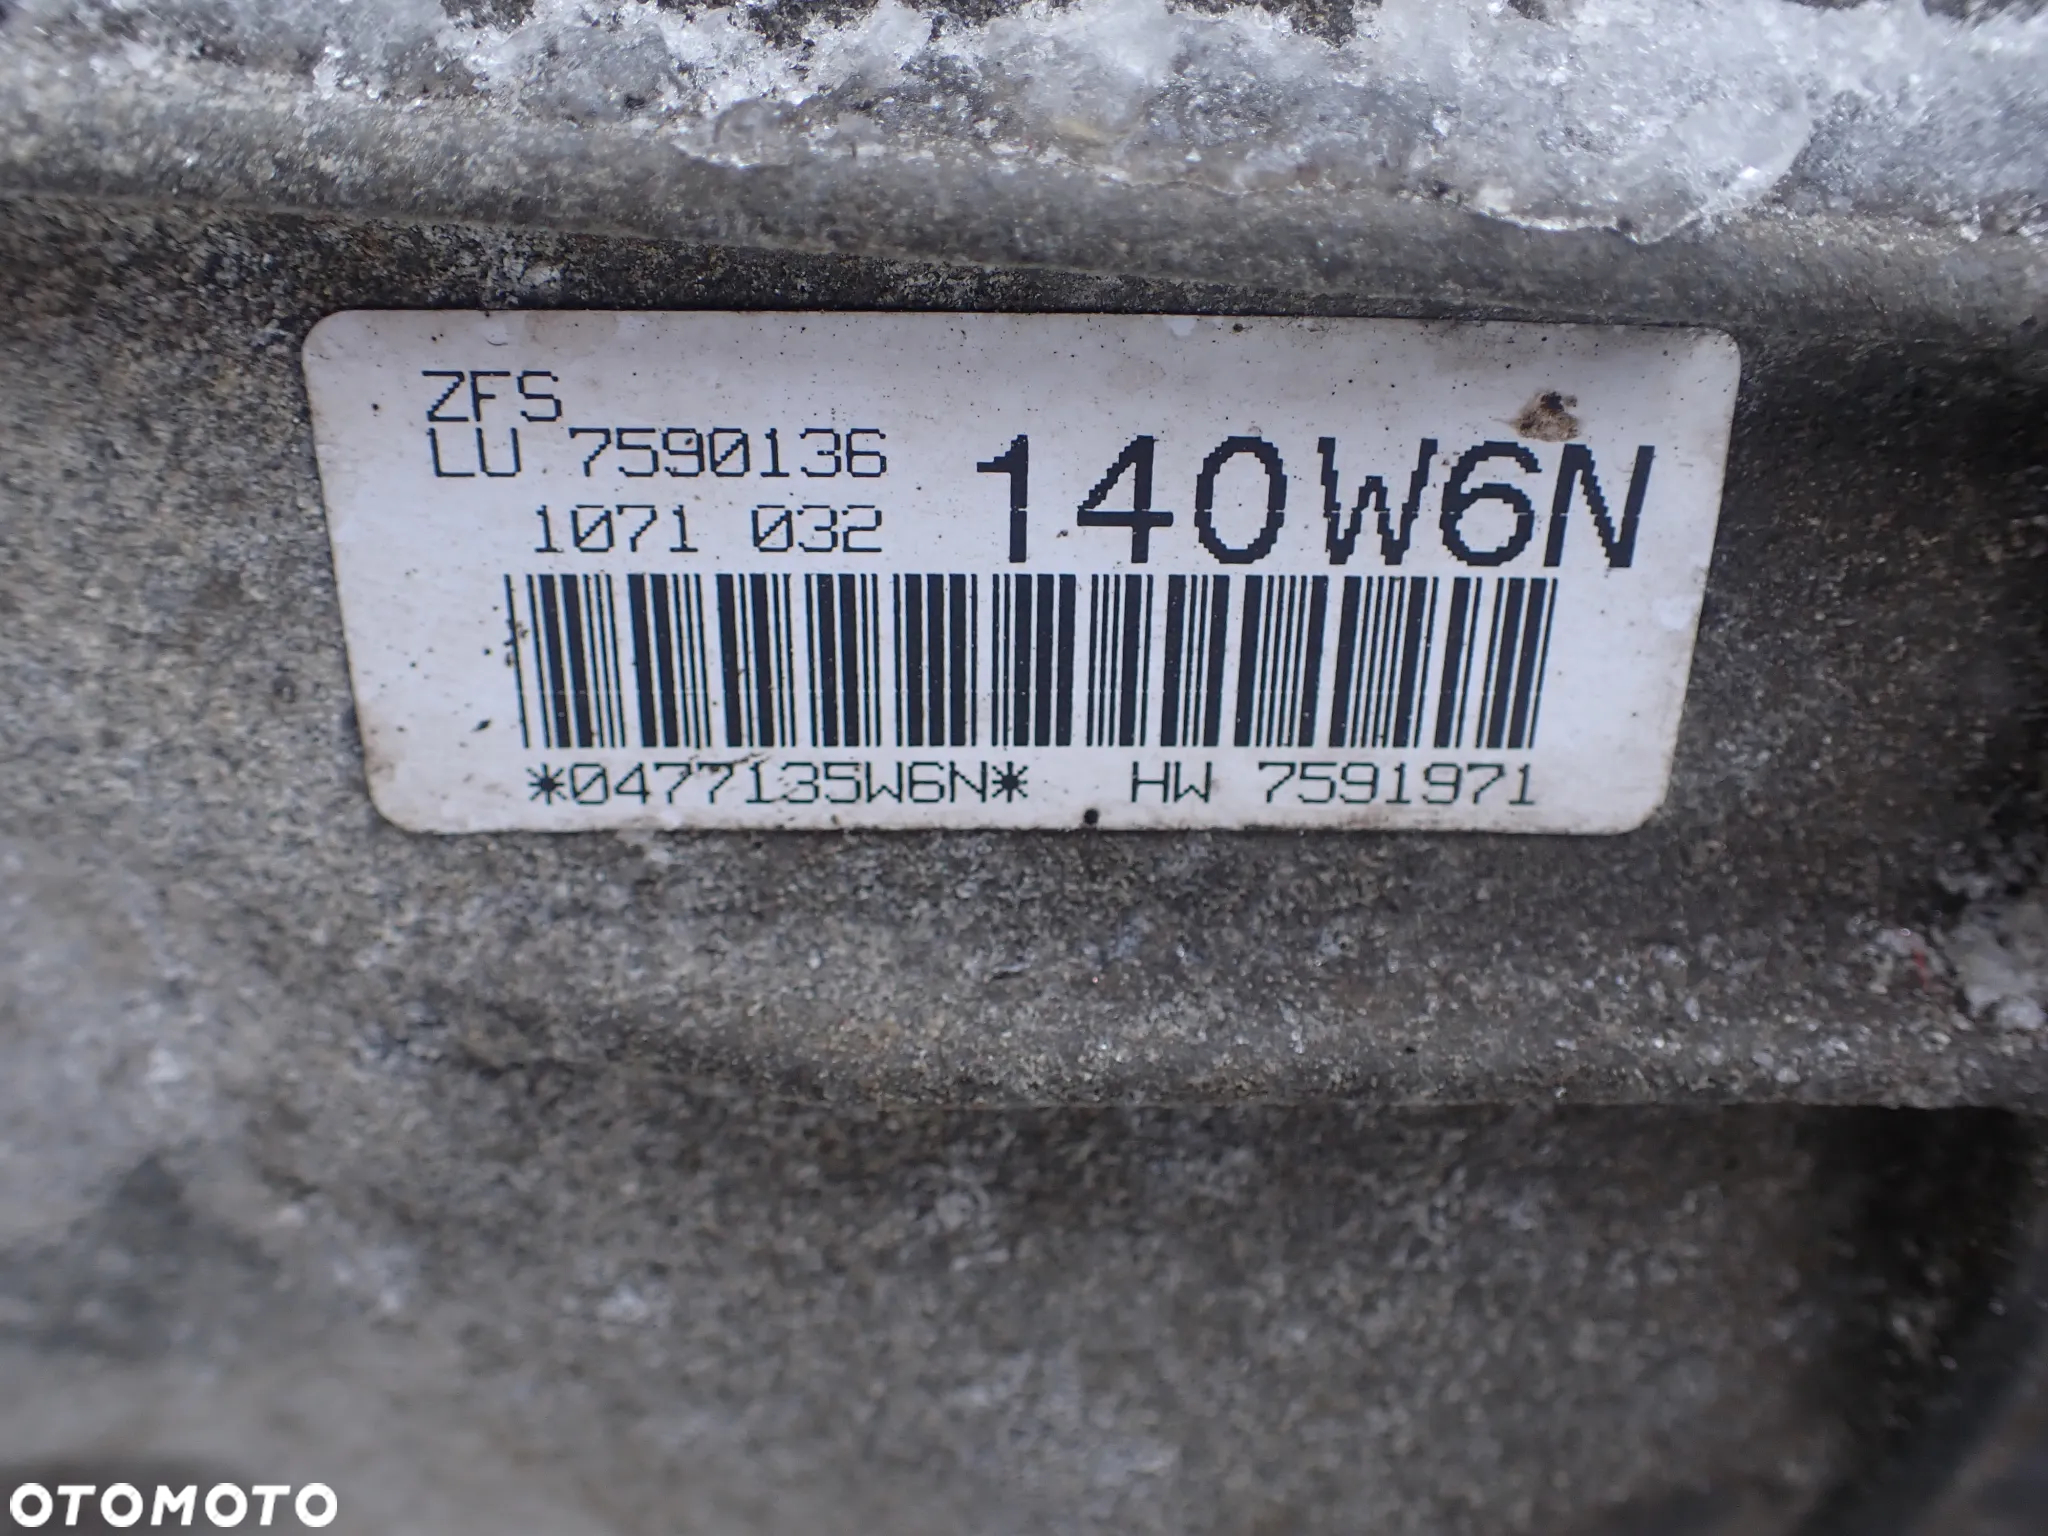 ZFS
LU 7590136
1071 032
140W6N
*0477135W6N* HW 7591971
OTOMOTO